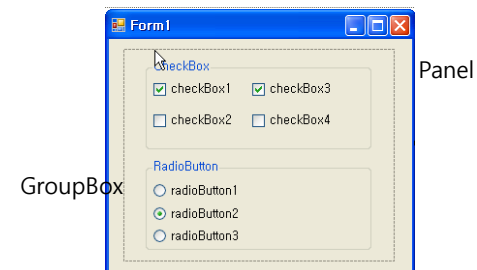 Form1
Panel
CheckBox
checkBox1 checkBox3
checkBox2 checkBox4
GroupBox
RadioButton
radioButton1
radioButton2
radioButton3